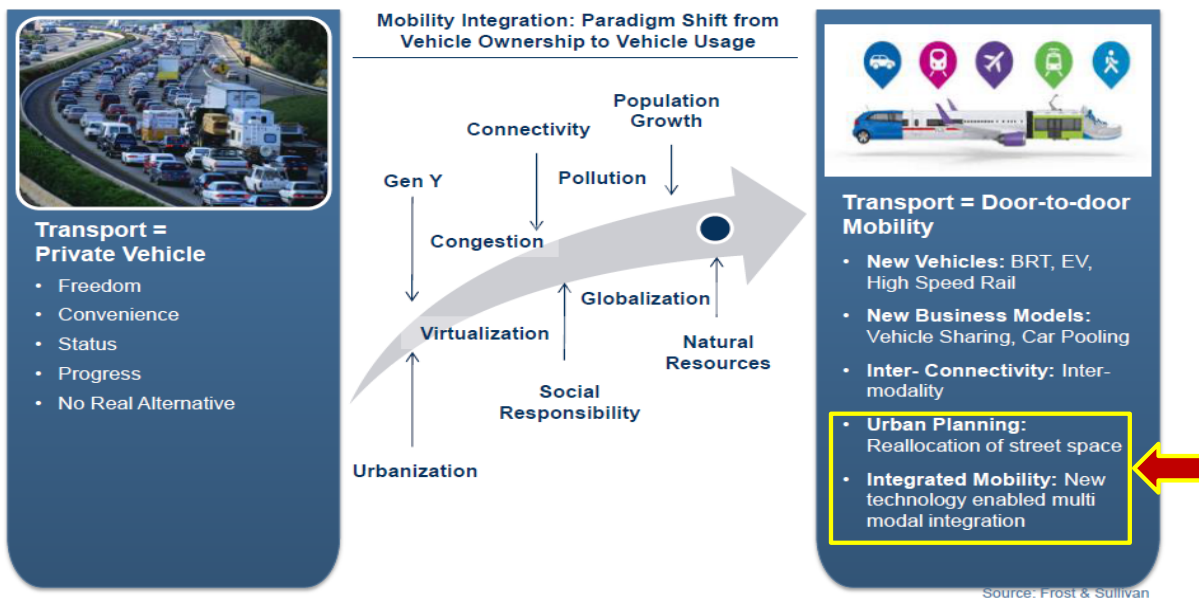 Mobility Integration: Paradigm Shift from
Vehicle Ownership to Vehicle Usage
Transport =
Private Vehicle
• Freedom
• Convenience
• Status
• Progress
• No Real Alternative
Population
Growth
Connectivity
Pollution
Gen Y
Congestion
Globalization
Virtualization
Natural
Resources
Social
Responsibility
Urbanization
Transport = Door-to-door
Mobility
• New Vehicles: BRT, EV,
High Speed Rail
• New Business Models:
Vehicle Sharing, Car Pooling
• Inter- Connectivity: Inter-
modality
• Urban Planning:
Reallocation of street space
• Integrated Mobility: New
technology enabled multi
modal integration
Source: Frost & Sullivan